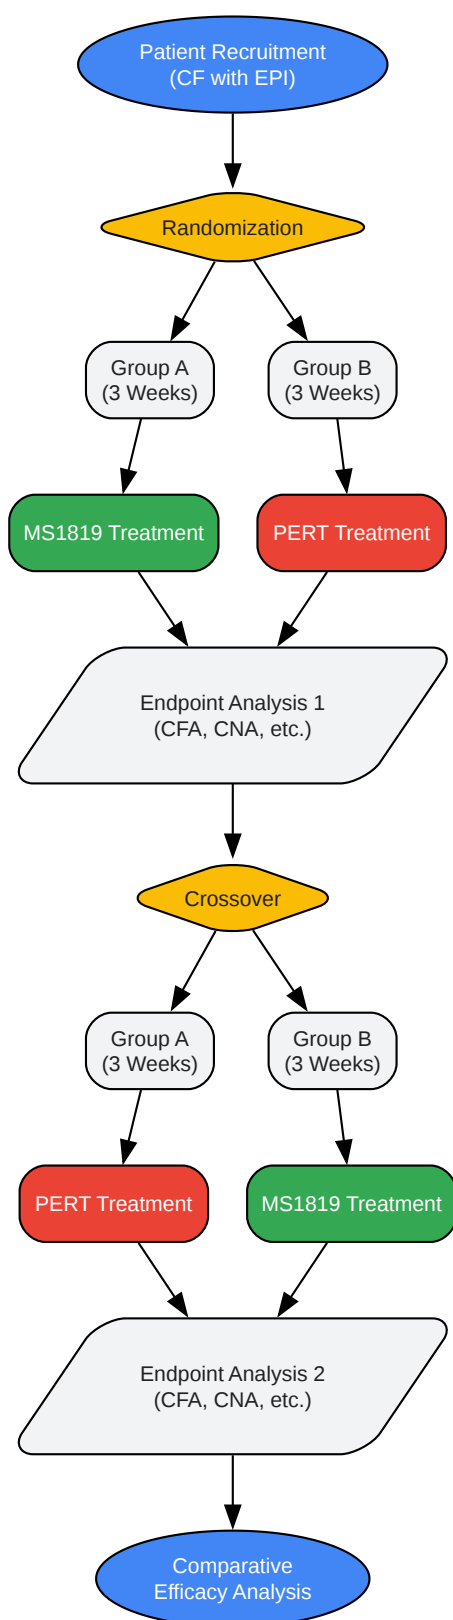 Patient Recruitment
(CF with EPI)
Randomization
Group A
(3 Weeks)
Group B
(3 Weeks)
MS1819 Treatment
PERT Treatment
Endpoint Analysis 1
(CFA, CNA, etc.)
Crossover
Group A
(3 Weeks)
Group B
(3 Weeks)
PERT Treatment
MS1819 Treatment
Endpoint Analysis 2
(CFA, CNA, etc.)
Comparative
Efficacy Analysis